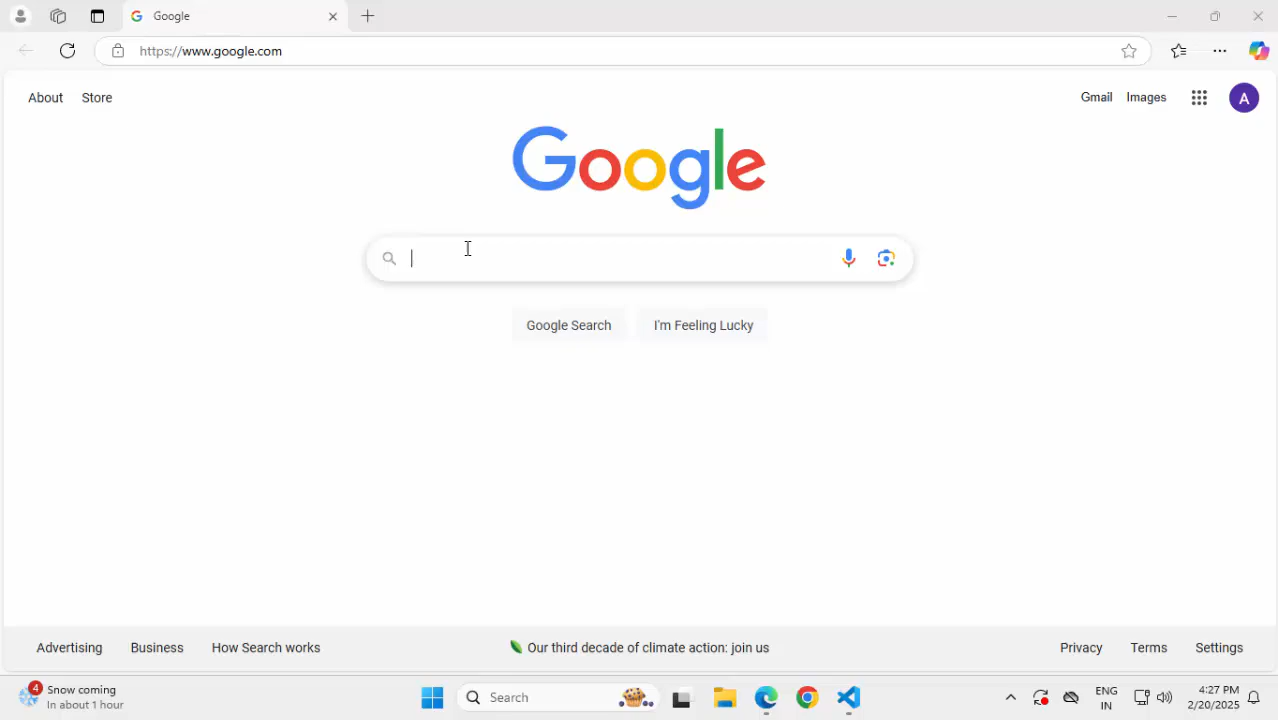 Google
https://www.google.com
About Store
Gmail Images
A
Google
Google Search I'm Feeling Lucky
Advertising Business How Search works
Our third decade of climate action: join us
Privacy Terms Settings
4
Snow coming
In about 1 hour
Search
ENG
IN
4:27 PM
2/20/2025